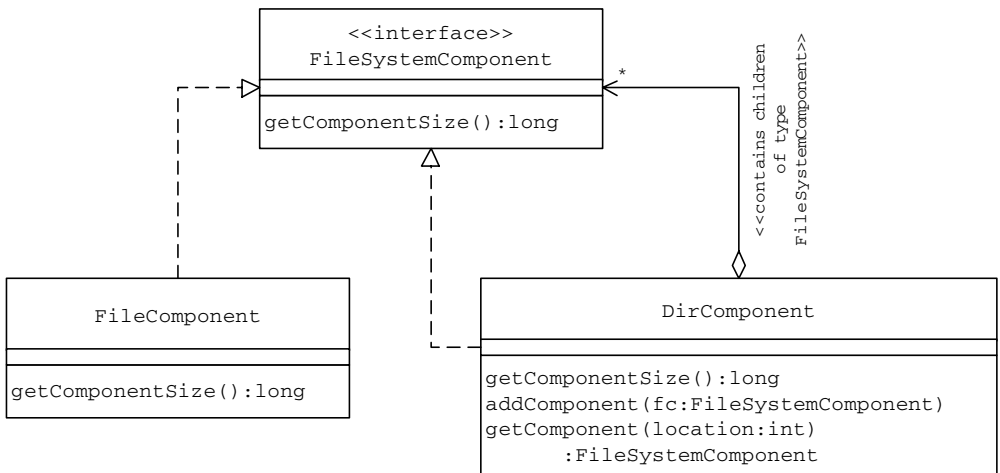 <<interface>>
FileSystemComponent
*
getComponentSize():long
<<contains children
of type
FileSystemComponent>>
FileComponent
getComponentSize():long
DirComponent
getComponentSize():long
addComponent(fc:FileSystemComponent)
getComponent(location:int)
:FileSystemComponent